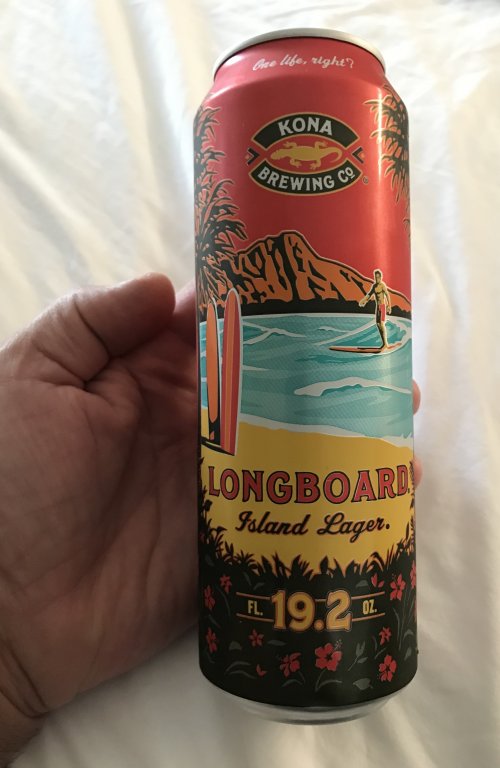 One life, right?
KONA
BREWING CO
®
LONGBOARD®
Island Lager.
FL. 19.2 OZ.